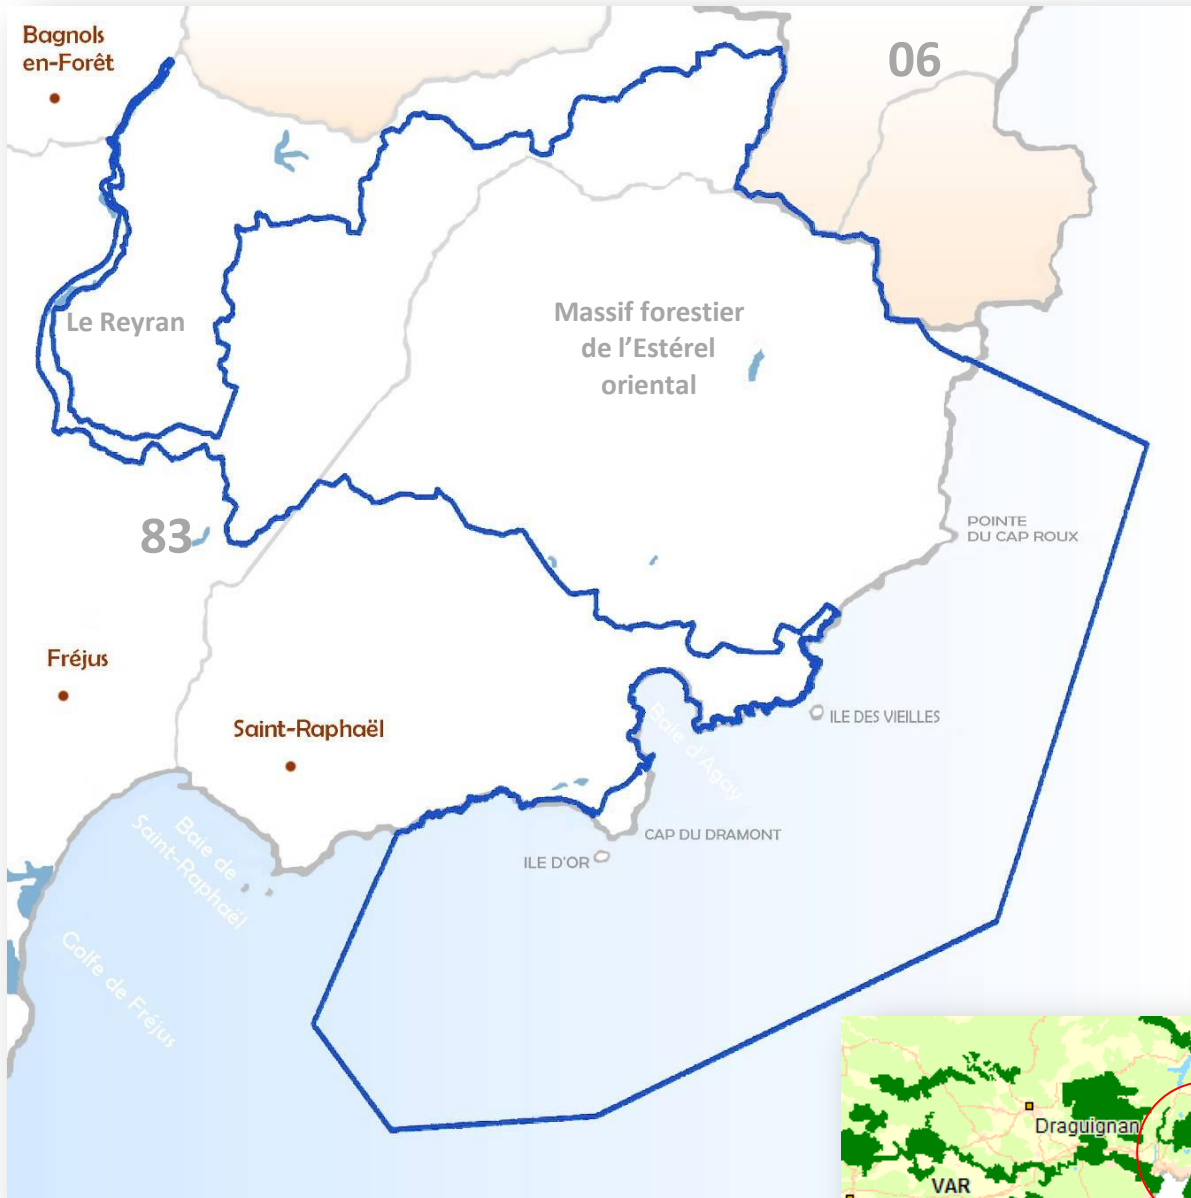 Bagnols
en-Forêt
06
Le Reyran
Massif forestier
de l'Estérel
oriental
83
POINTE
DU CAP ROUX
Fréjus
Saint-Raphaël
Baie d'Agay
ILE DES VIEILLES
Baie de
Saint-Raphaël
CAP DU DRAMONT
ILE D'OR
Golfe de Fréjus
Draguignan
VAR